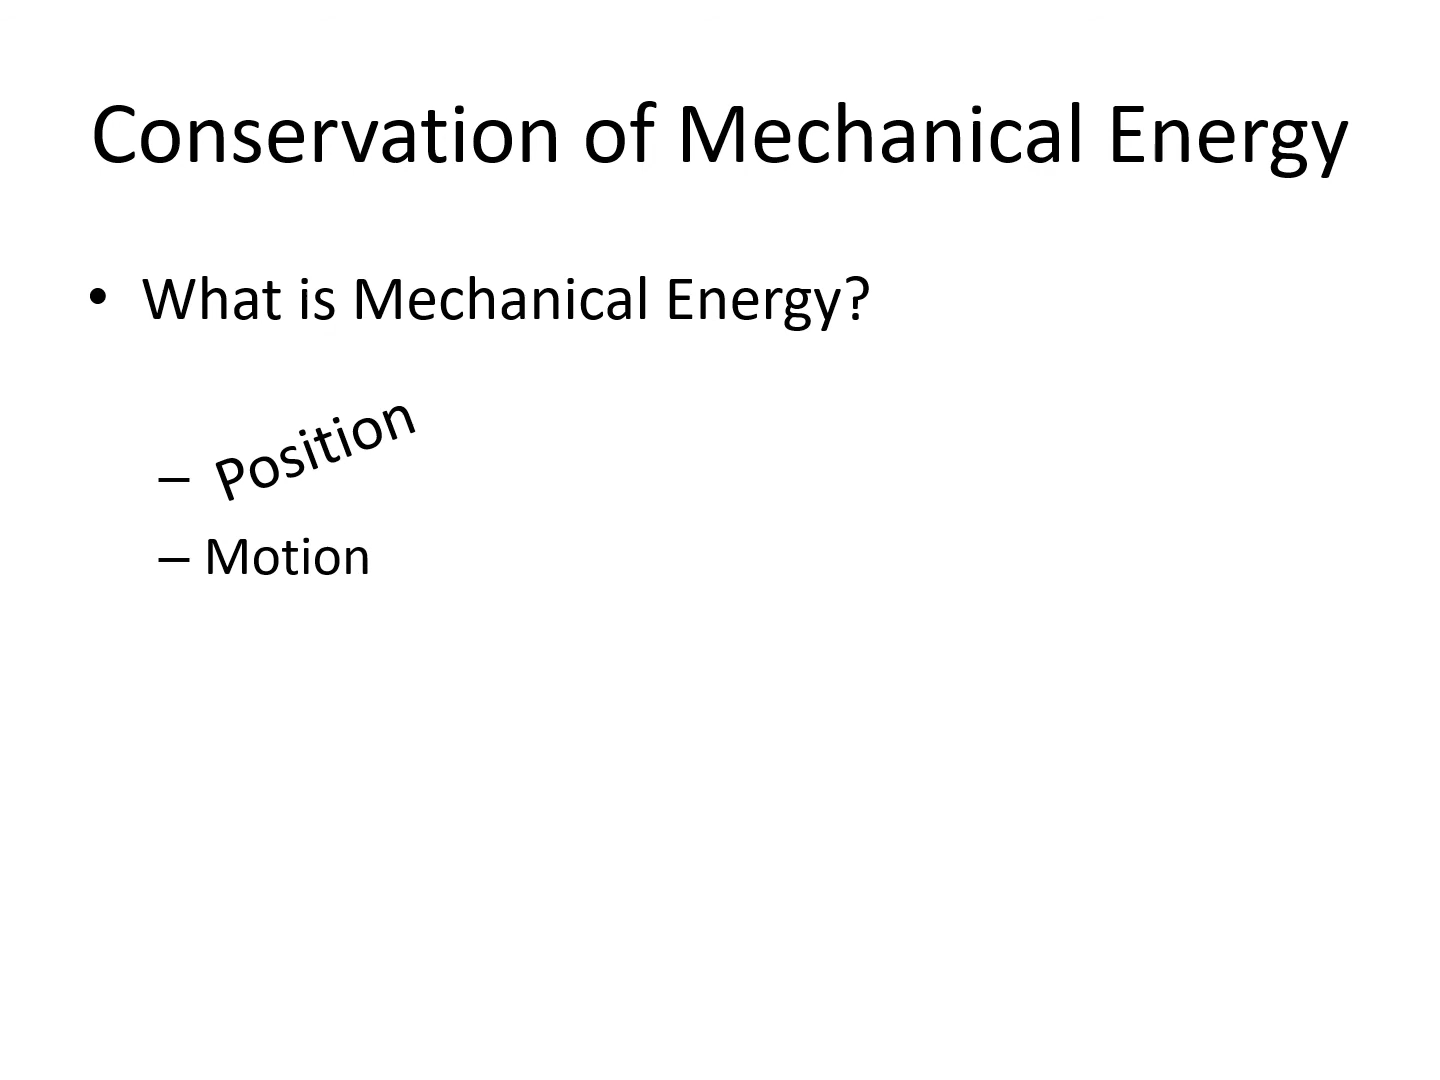 Conservation of Mechanical Energy
• What is Mechanical Energy?
– Position
– Motion